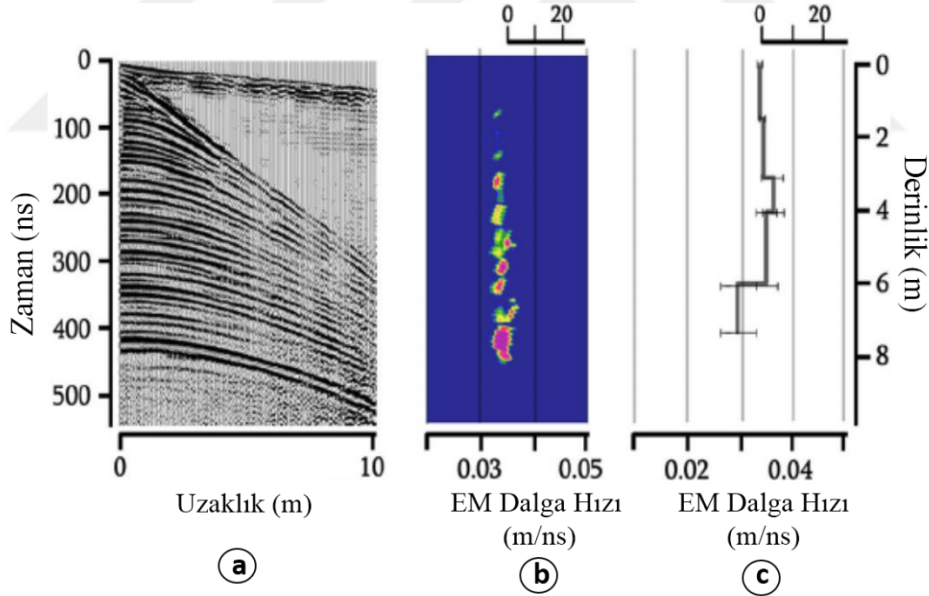 0 20
0 20
0
100
200
300
400
500
Zaman (ns)
0 10
Uzaklık (m)
a
0.03 0.05
EM Dalga Hızı
(m/ns)
b
0.02 0.04
EM Dalga Hızı
(m/ns)
c
0
2
4
6
8
Derinlik (m)